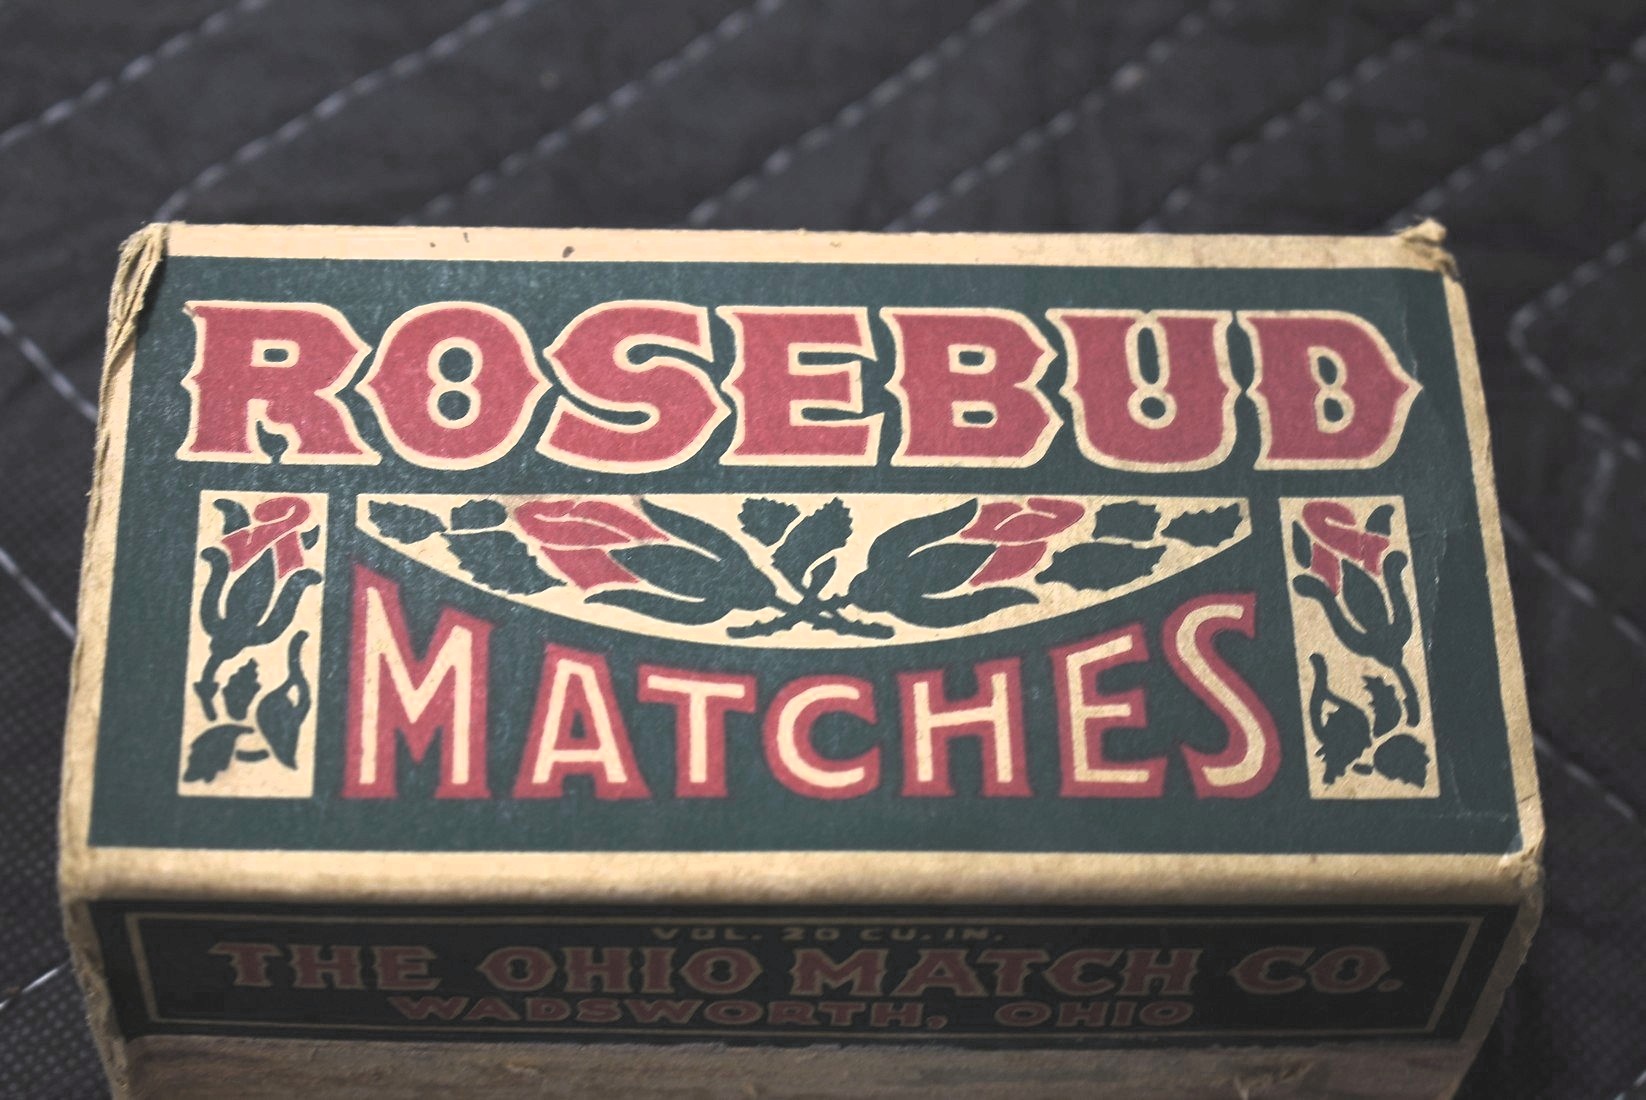 ROSEBUD
MATCHES
VOL. 20 CU. IN.
THE OHIO MATCH CO.
WADSWORTH, OHIO